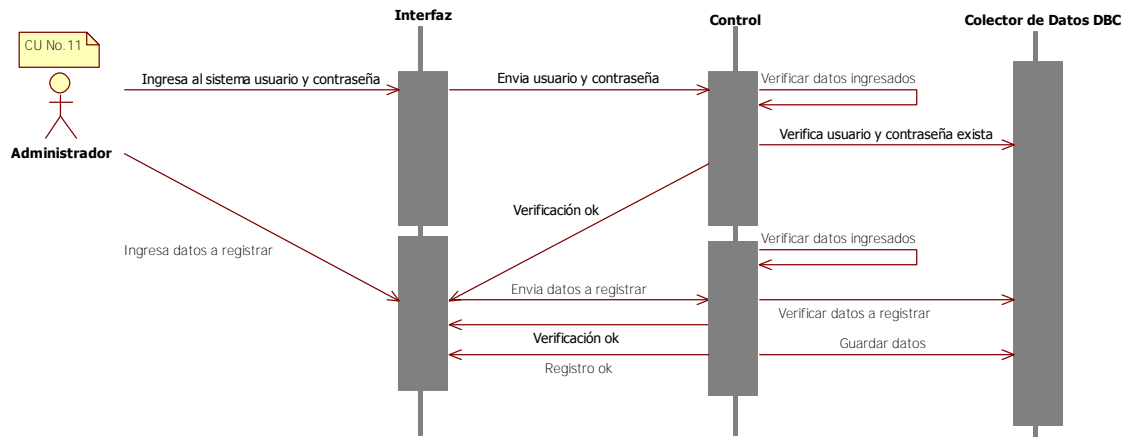 Interfaz
Control
Colector de Datos DBC
CU No.11
Administrador
Ingresa al sistema usuario y contraseña
Envia usuario y contraseña
Verificar datos ingresados
Verifica usuario y contraseña exista
Verificación ok
Ingresa datos a registrar
Verificar datos ingresados
Envia datos a registrar
Verificar datos a registrar
Verificación ok
Guardar datos
Registro ok